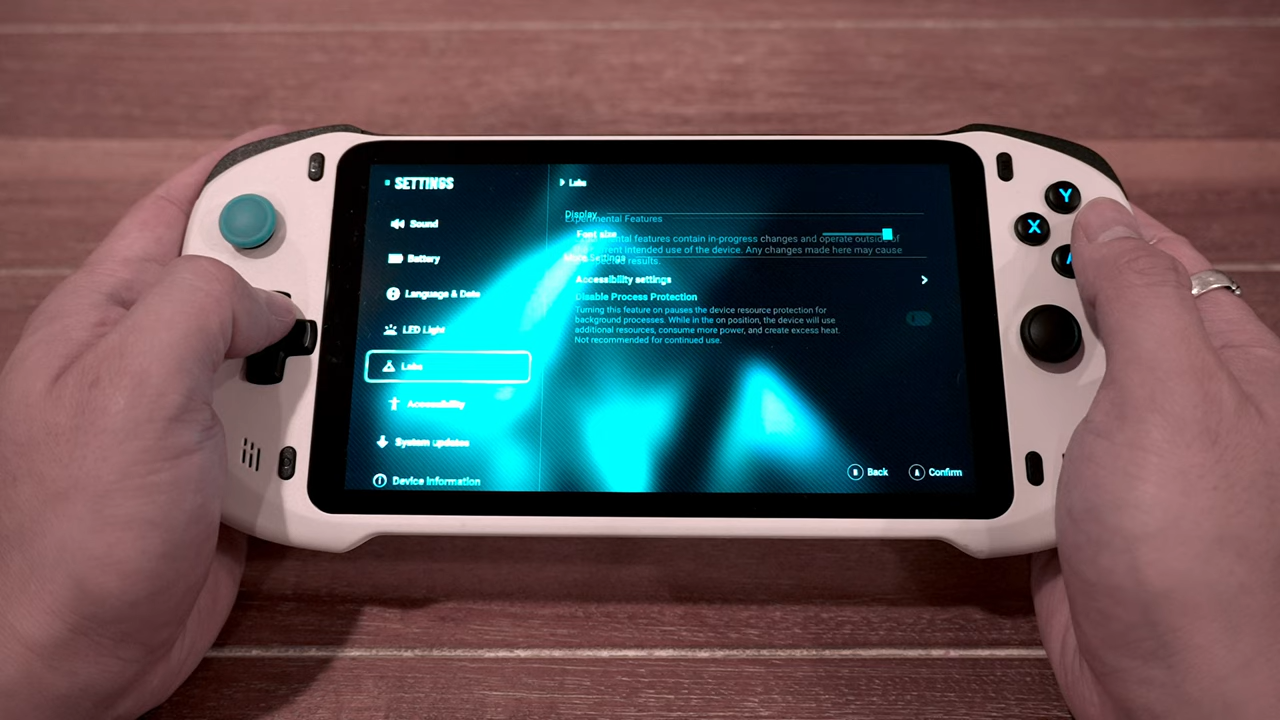 SETTINGS
Sound
Battery
Language & Date
LED Light
Labs
Accessibility
System updates
Device Information
Labs
Display
Experimental Features
Font size
ntal features contain in-progress changes and operate outside of
rent intended use of the device. Any changes made here may cause
More Settings
results.
Accessibility settings
Disable Process Protection
Turning this feature on pauses the device resource protection for
background processes. While in the on position, the device will use
additional resources, consume more power, and create excess heat.
Not recommended for continued use.
B Back
A Confirm
Y
X
A